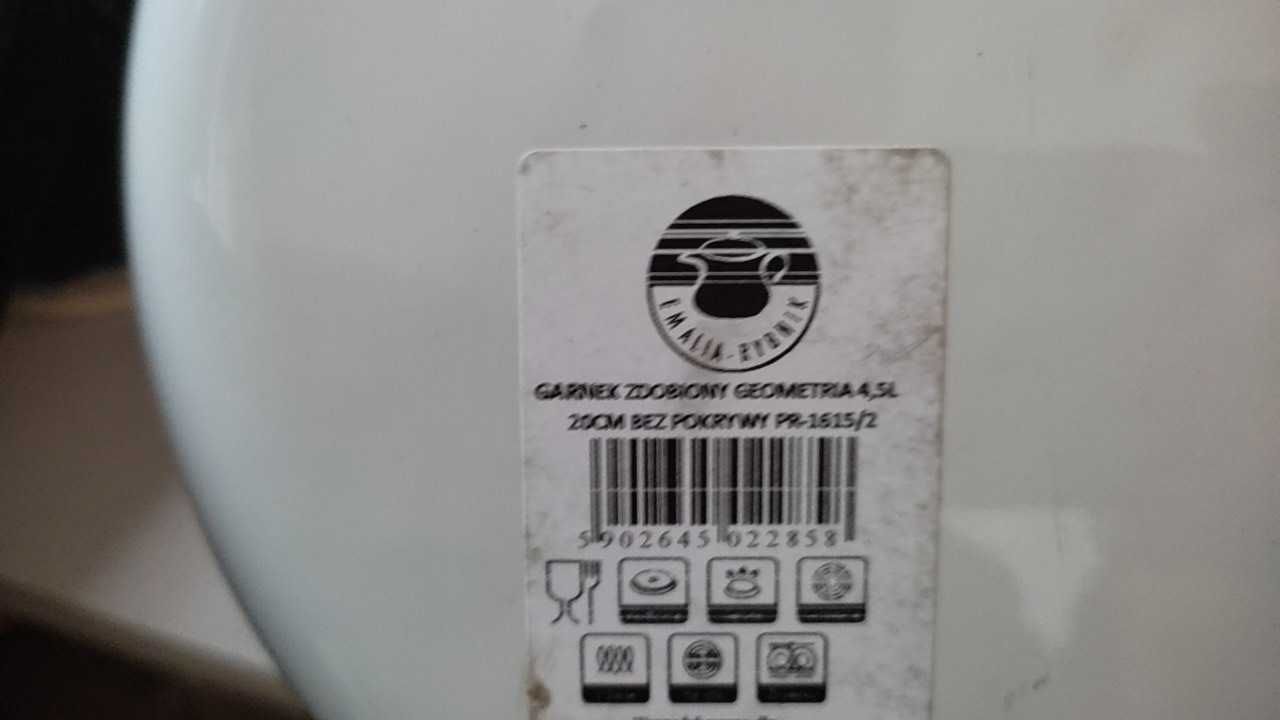 EMALIA-RYBNIK
GARNEK ZDOBIONY GEOMETRIA 4,5L
20CM BEZ POKRYWY PR-1615/2
5902645022858